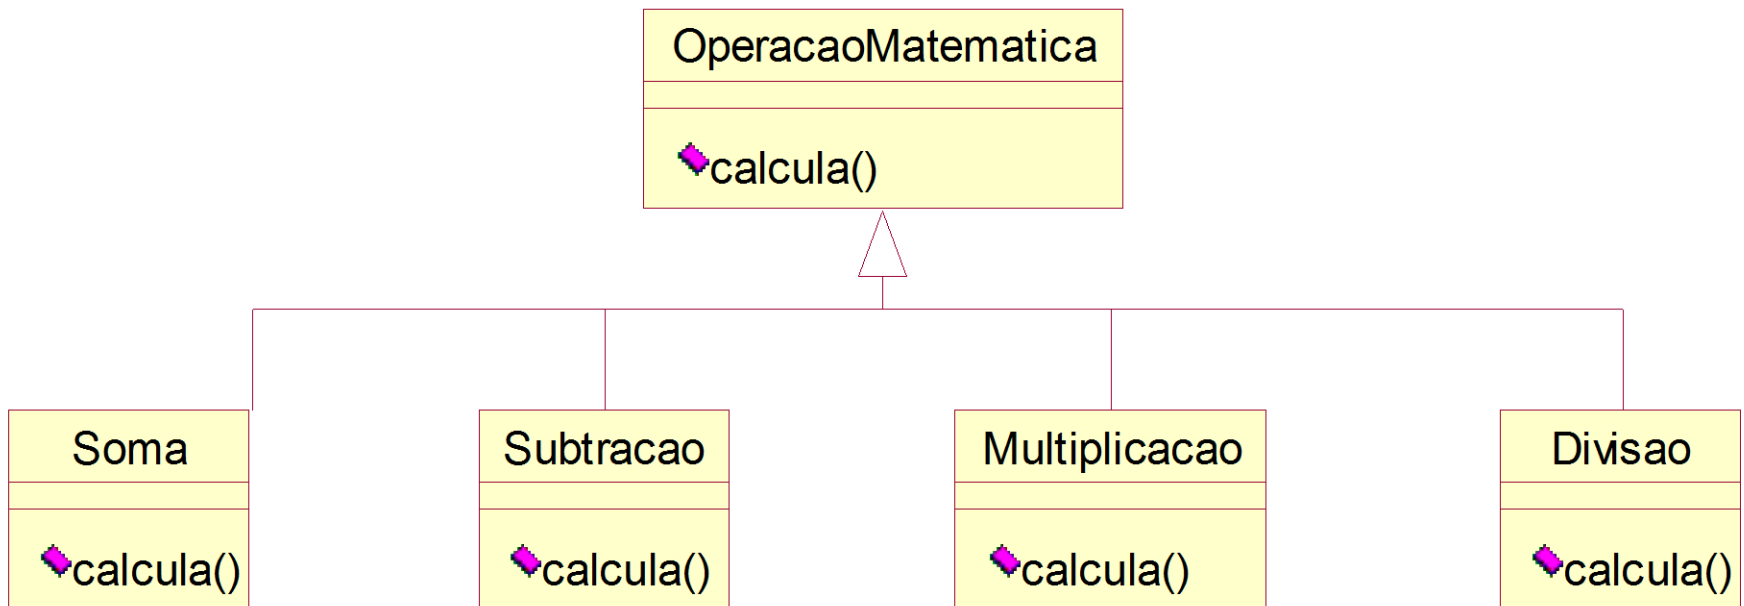 OperacaoMatematica
calcula()
Soma
Subtracao
Multiplicacao
Divisao
calcula()
calcula()
calcula()
calcula()